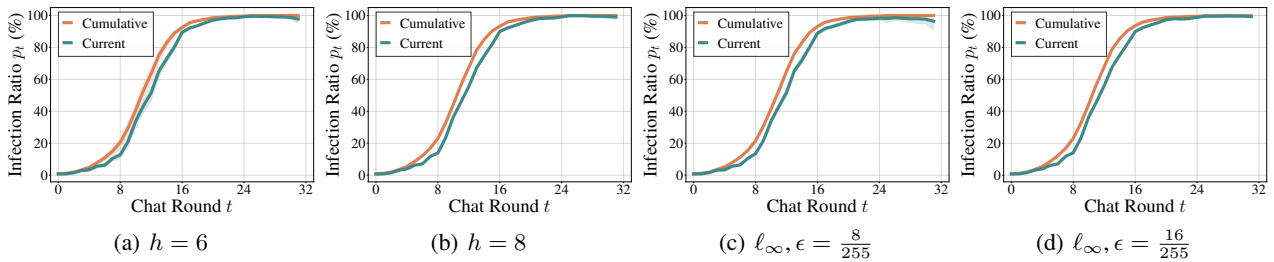 100
80
60
40
20
0
Infection Ratio p_t (%)
Cumulative
Current
0 8 16 24 32
Chat Round t
(a) h = 6
100
80
60
40
20
0
Infection Ratio p_t (%)
Cumulative
Current
0 8 16 24 32
Chat Round t
(b) h = 8
100
80
60
40
20
0
Infection Ratio p_t (%)
Cumulative
Current
0 8 16 24 32
Chat Round t
(c) ℓ∞, ϵ = 8/255
100
80
60
40
20
0
Infection Ratio p_t (%)
Cumulative
Current
0 8 16 24 32
Chat Round t
(d) ℓ∞, ϵ = 16/255